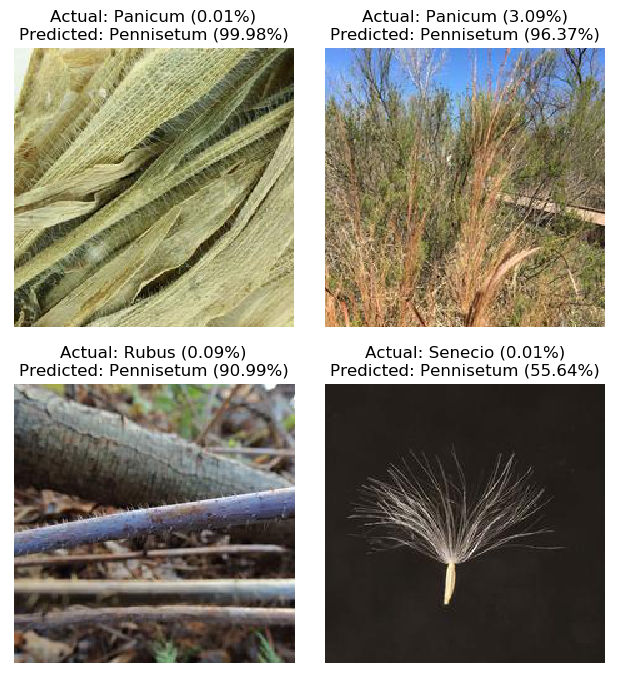 Actual: Panicum (0.01%)
Predicted: Pennisetum (99.98%)
Actual: Panicum (3.09%)
Predicted: Pennisetum (96.37%)
Actual: Rubus (0.09%)
Predicted: Pennisetum (90.99%)
Actual: Senecio (0.01%)
Predicted: Pennisetum (55.64%)